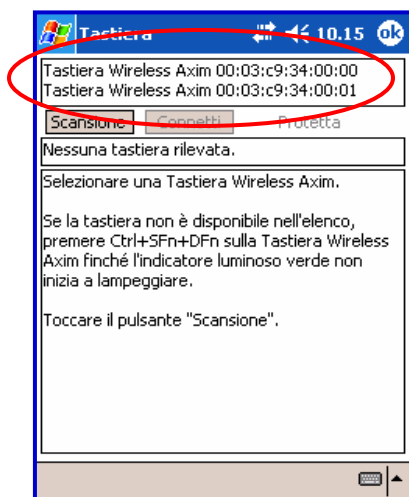 Tastiera 10.15 ok
Tastiera Wireless Axim 00:03:c9:34:00:00
Tastiera Wireless Axim 00:03:c9:34:00:01
Scansione Connetti Protetta
Nessuna tastiera rilevata.
Selezionare una Tastiera Wireless Axim.
Se la tastiera non è disponibile nell'elenco,
premere Ctrl+SFn+DFn sulla Tastiera Wireless
Axim finché l'indicatore luminoso verde non
inizia a lampeggiare.
Toccare il pulsante "Scansione".